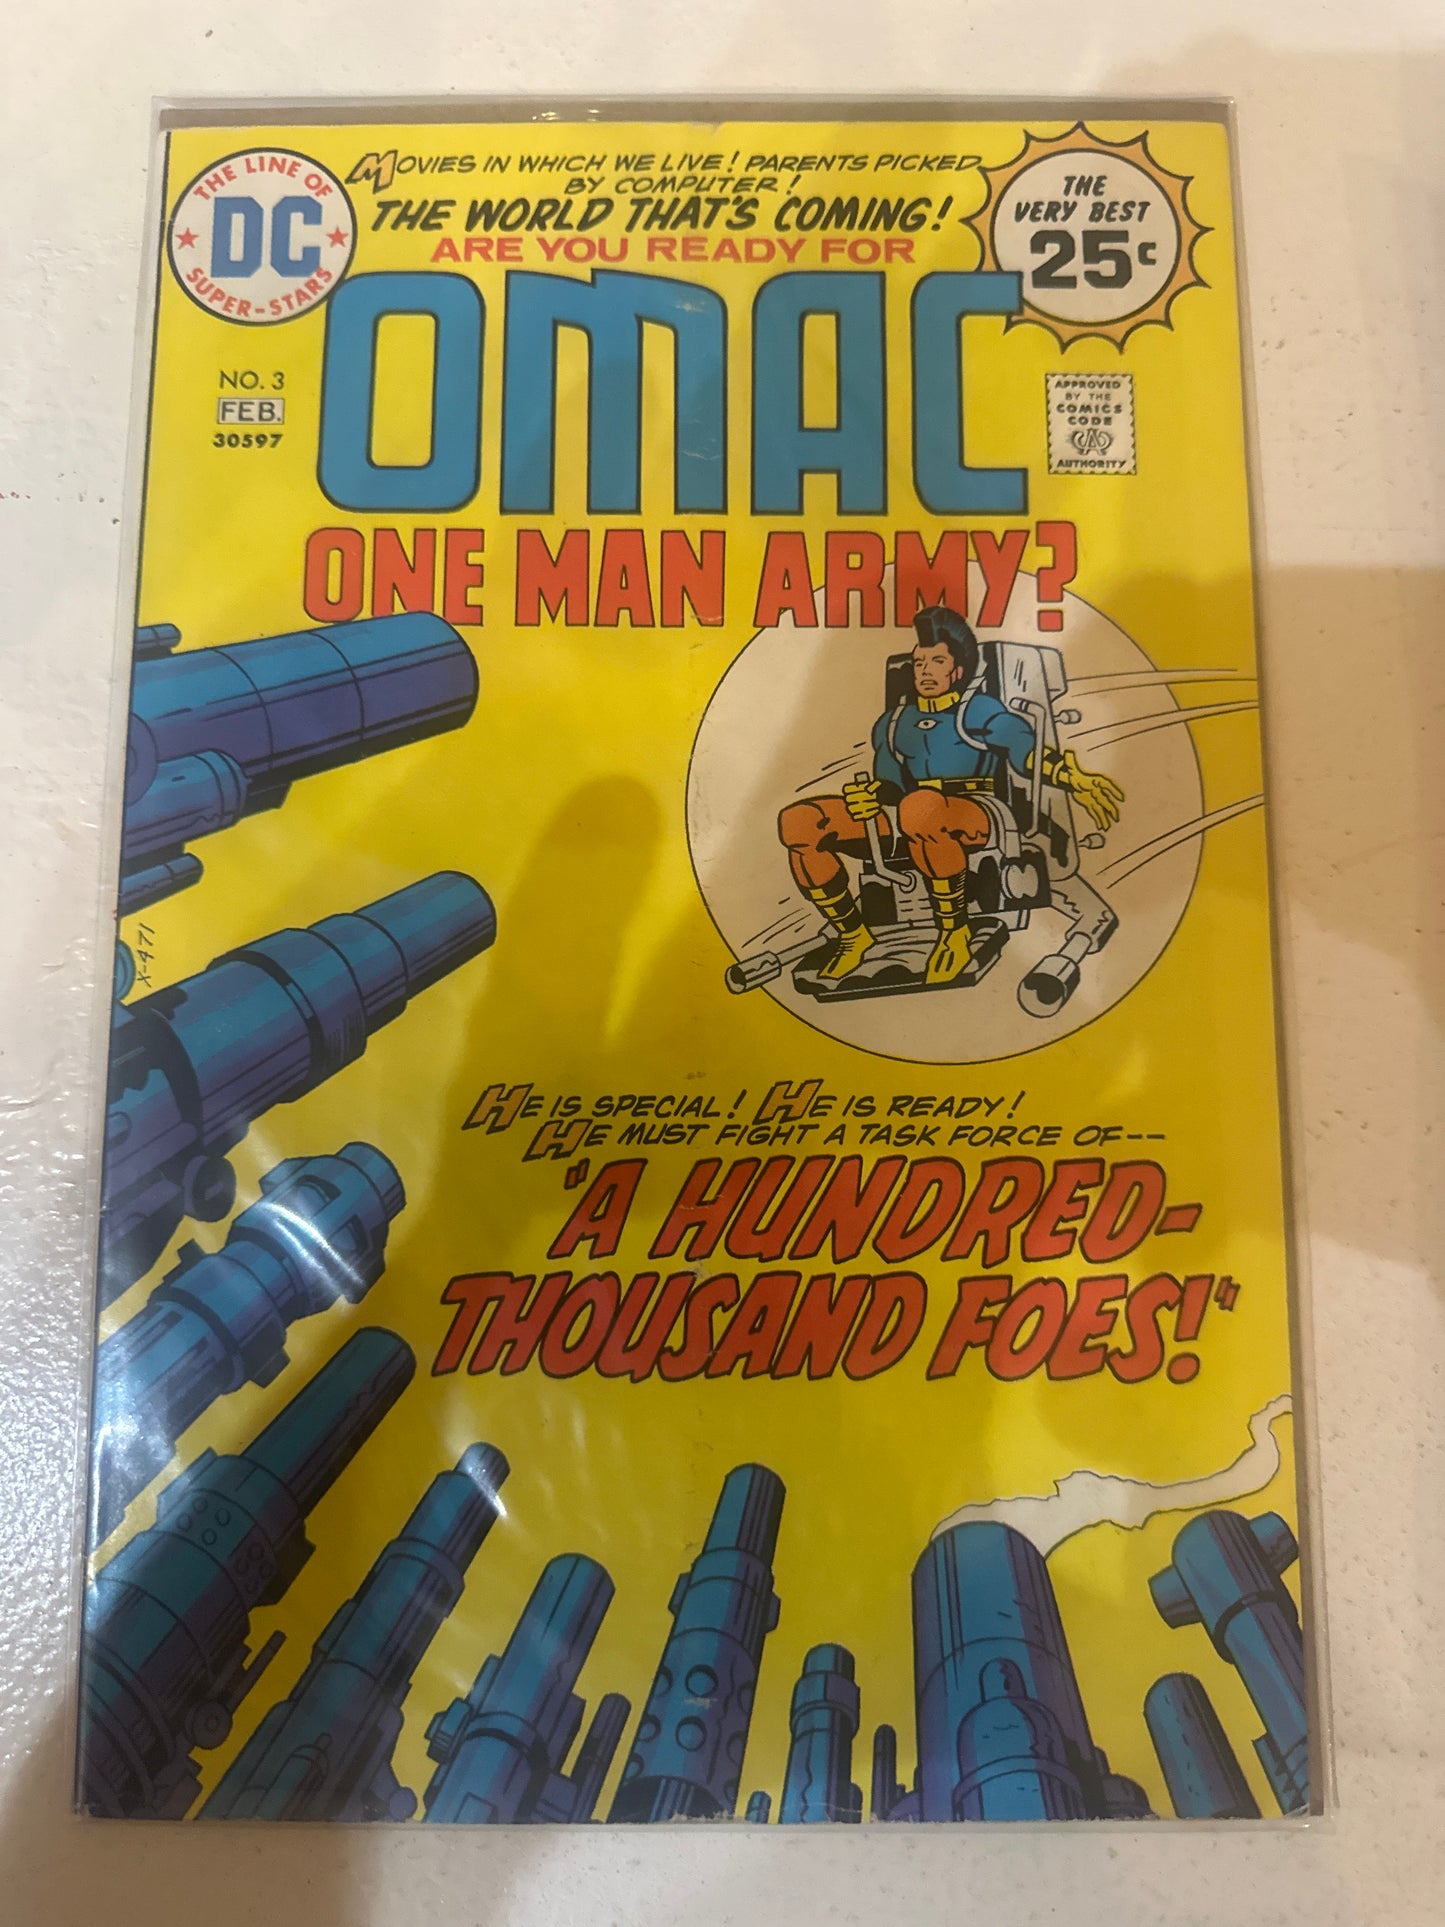 THE LINE OF
DC
SUPER-STARS
MOVIES IN WHICH WE LIVE! PARENTS PICKED
BY COMPUTER!
THE WORLD THAT'S COMING!
ARE YOU READY FOR
THE
VERY BEST
25c
OMAC
NO. 3
FEB.
30597
APPROVED
BY THE
COMICS
CODE
CA
AUTHORITY
ONE MAN ARMY?
X-471
HE IS SPECIAL! HE IS READY!
HE MUST FIGHT A TASK FORCE OF--
"A HUNDRED-
THOUSAND FOES!"